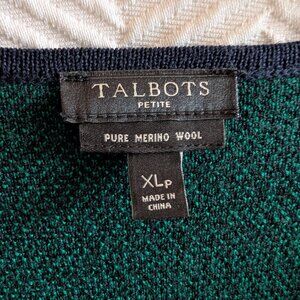 TALBOTS
PETITE
PURE MERINO WOOL
XLP
MADE IN
CHINA